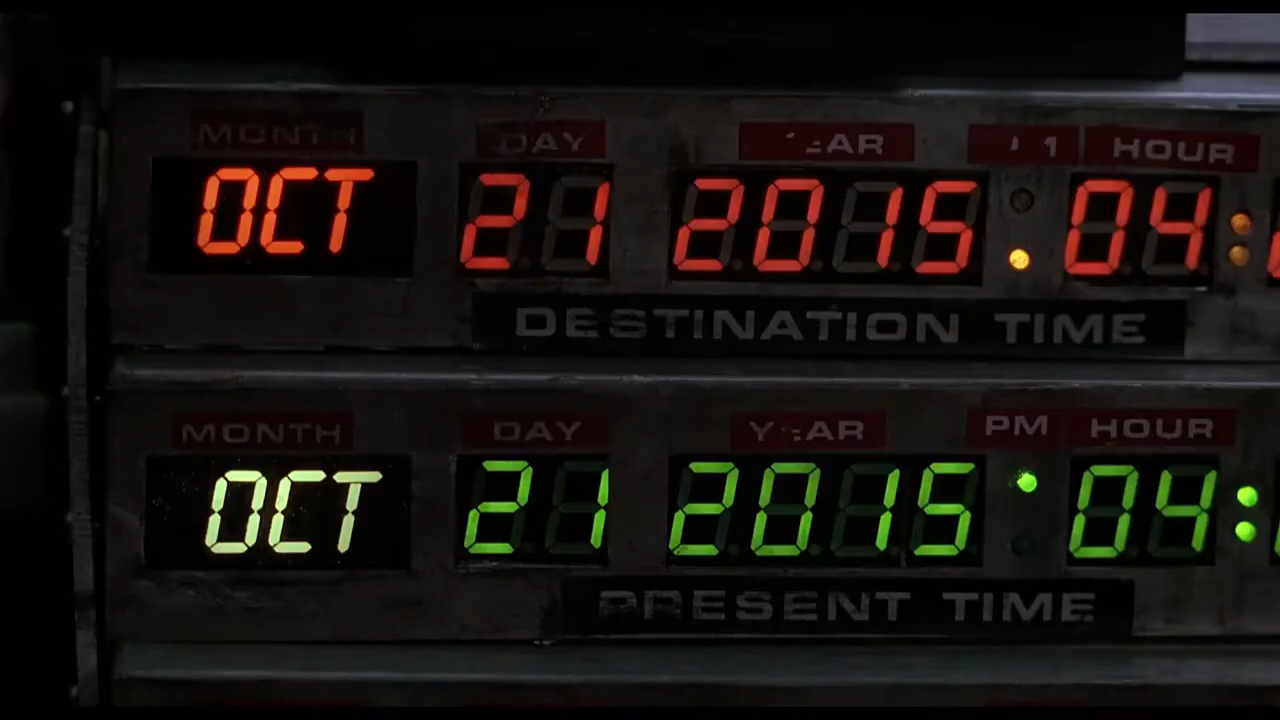 MONTH DAY HOUR
OCT 21 2015 04
DESTINATION TIME
MONTH DAY PM HOUR
OCT 21 2015 04
PRESENT TIME